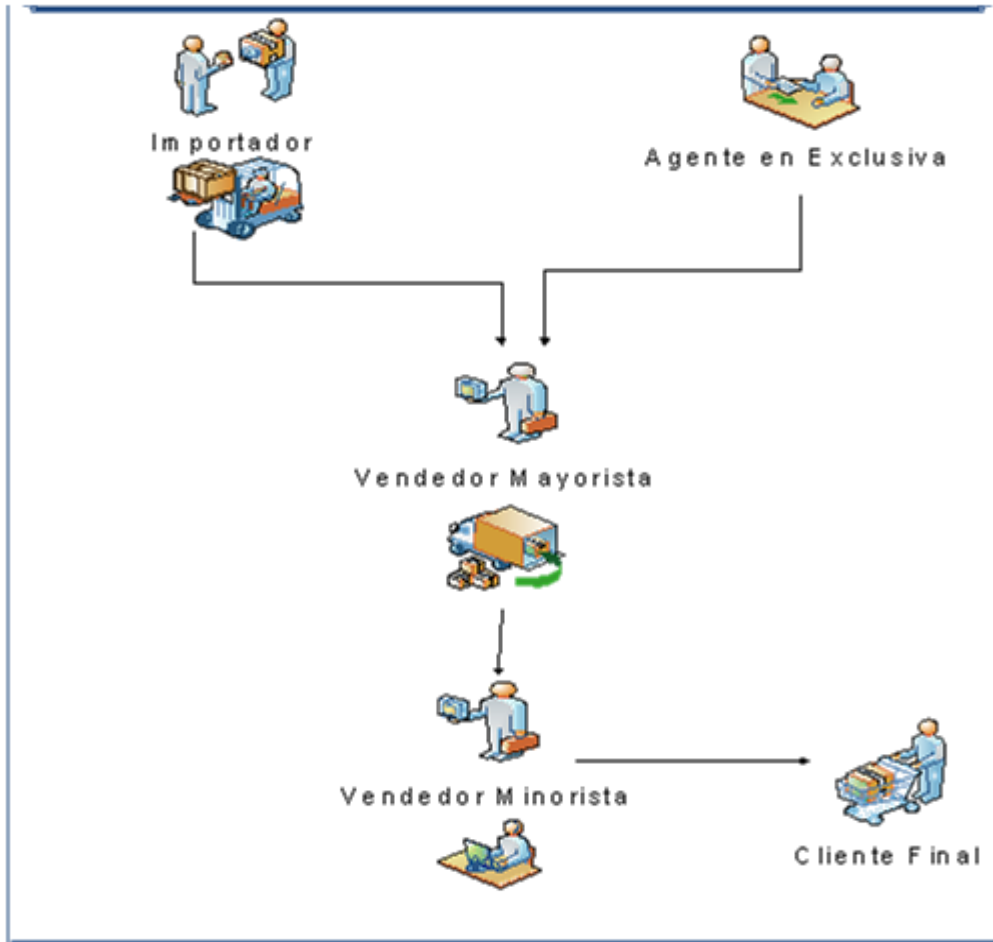 Importador
Agente en Exclusiva
Vendedor Mayorista
Vendedor Minorista
Cliente Final